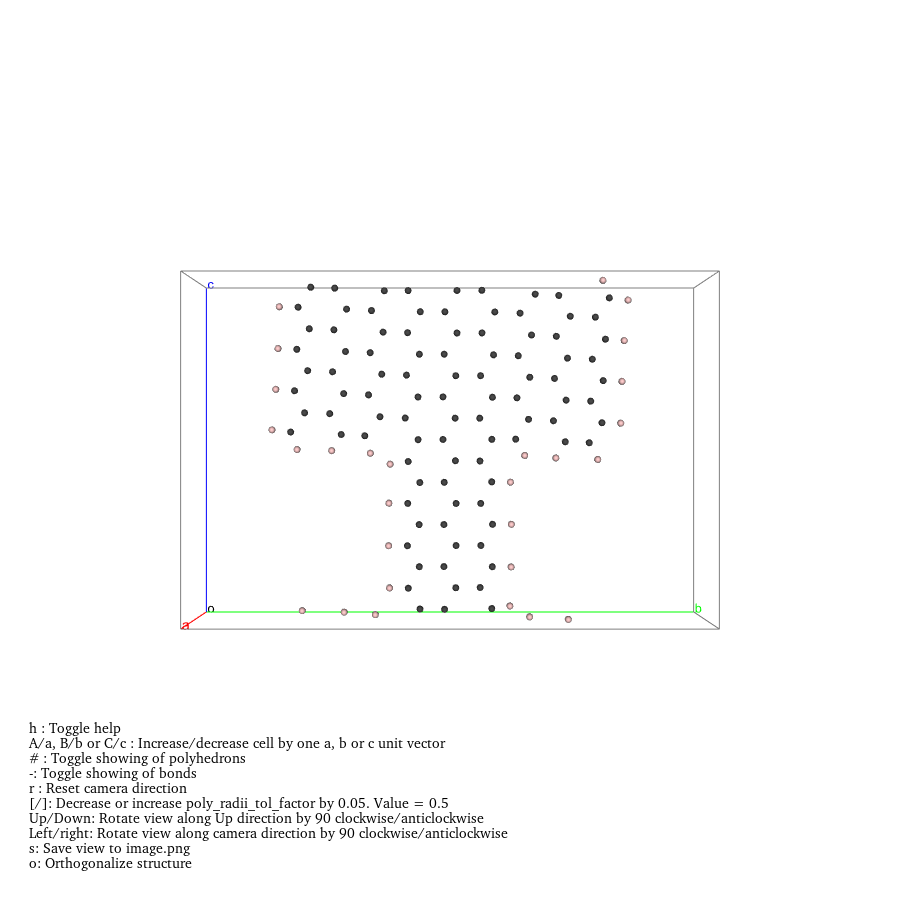 c
o
b
a
h : Toggle help
A/a, B/b or C/c : Increase/decrease cell by one a, b or c unit vector
# : Toggle showing of polyhedrons
-: Toggle showing of bonds
r : Reset camera direction
[/]: Decrease or increase poly_radii_tol_factor by 0.05. Value = 0.5
Up/Down: Rotate view along Up direction by 90 clockwise/anticlockwise
Left/right: Rotate view along camera direction by 90 clockwise/anticlockwise
s: Save view to image.png
o: Orthogonalize structure